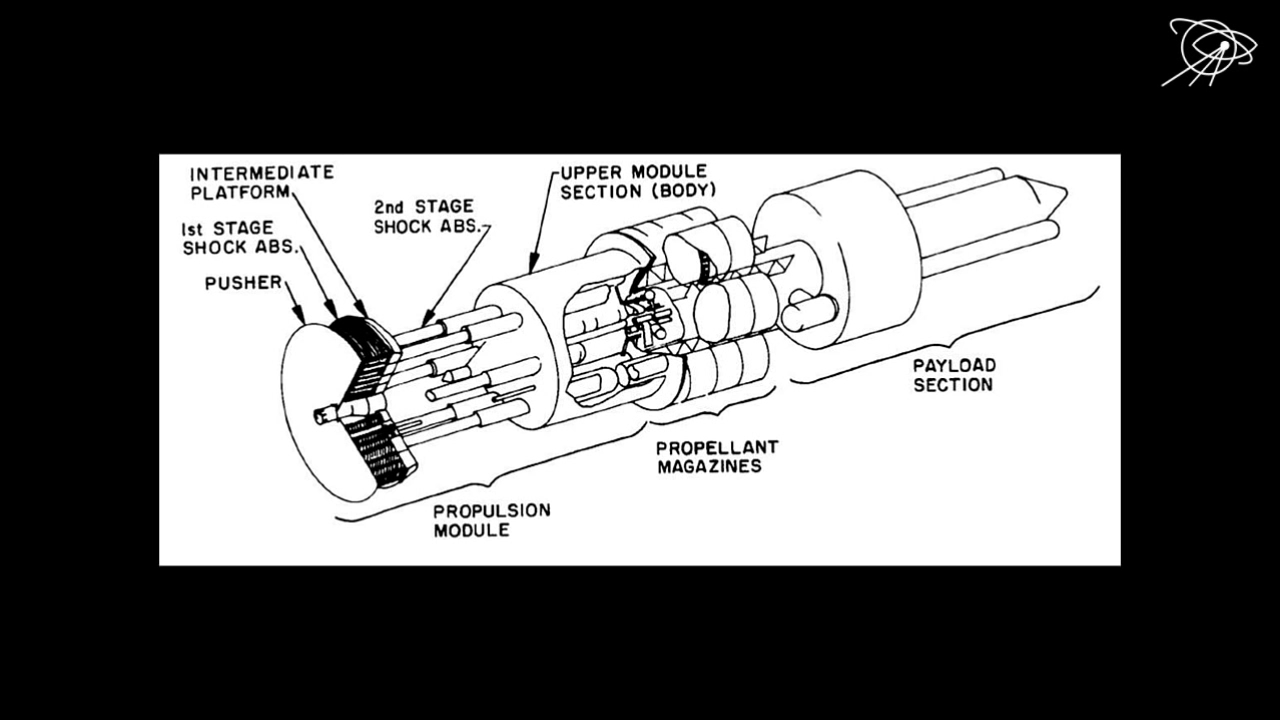 INTERMEDIATE
PLATFORM
1st STAGE
SHOCK ABS.
PUSHER
2nd STAGE
SHOCK ABS.
UPPER MODULE
SECTION (BODY)
PAYLOAD
SECTION
PROPELLANT
MAGAZINES
PROPULSION
MODULE